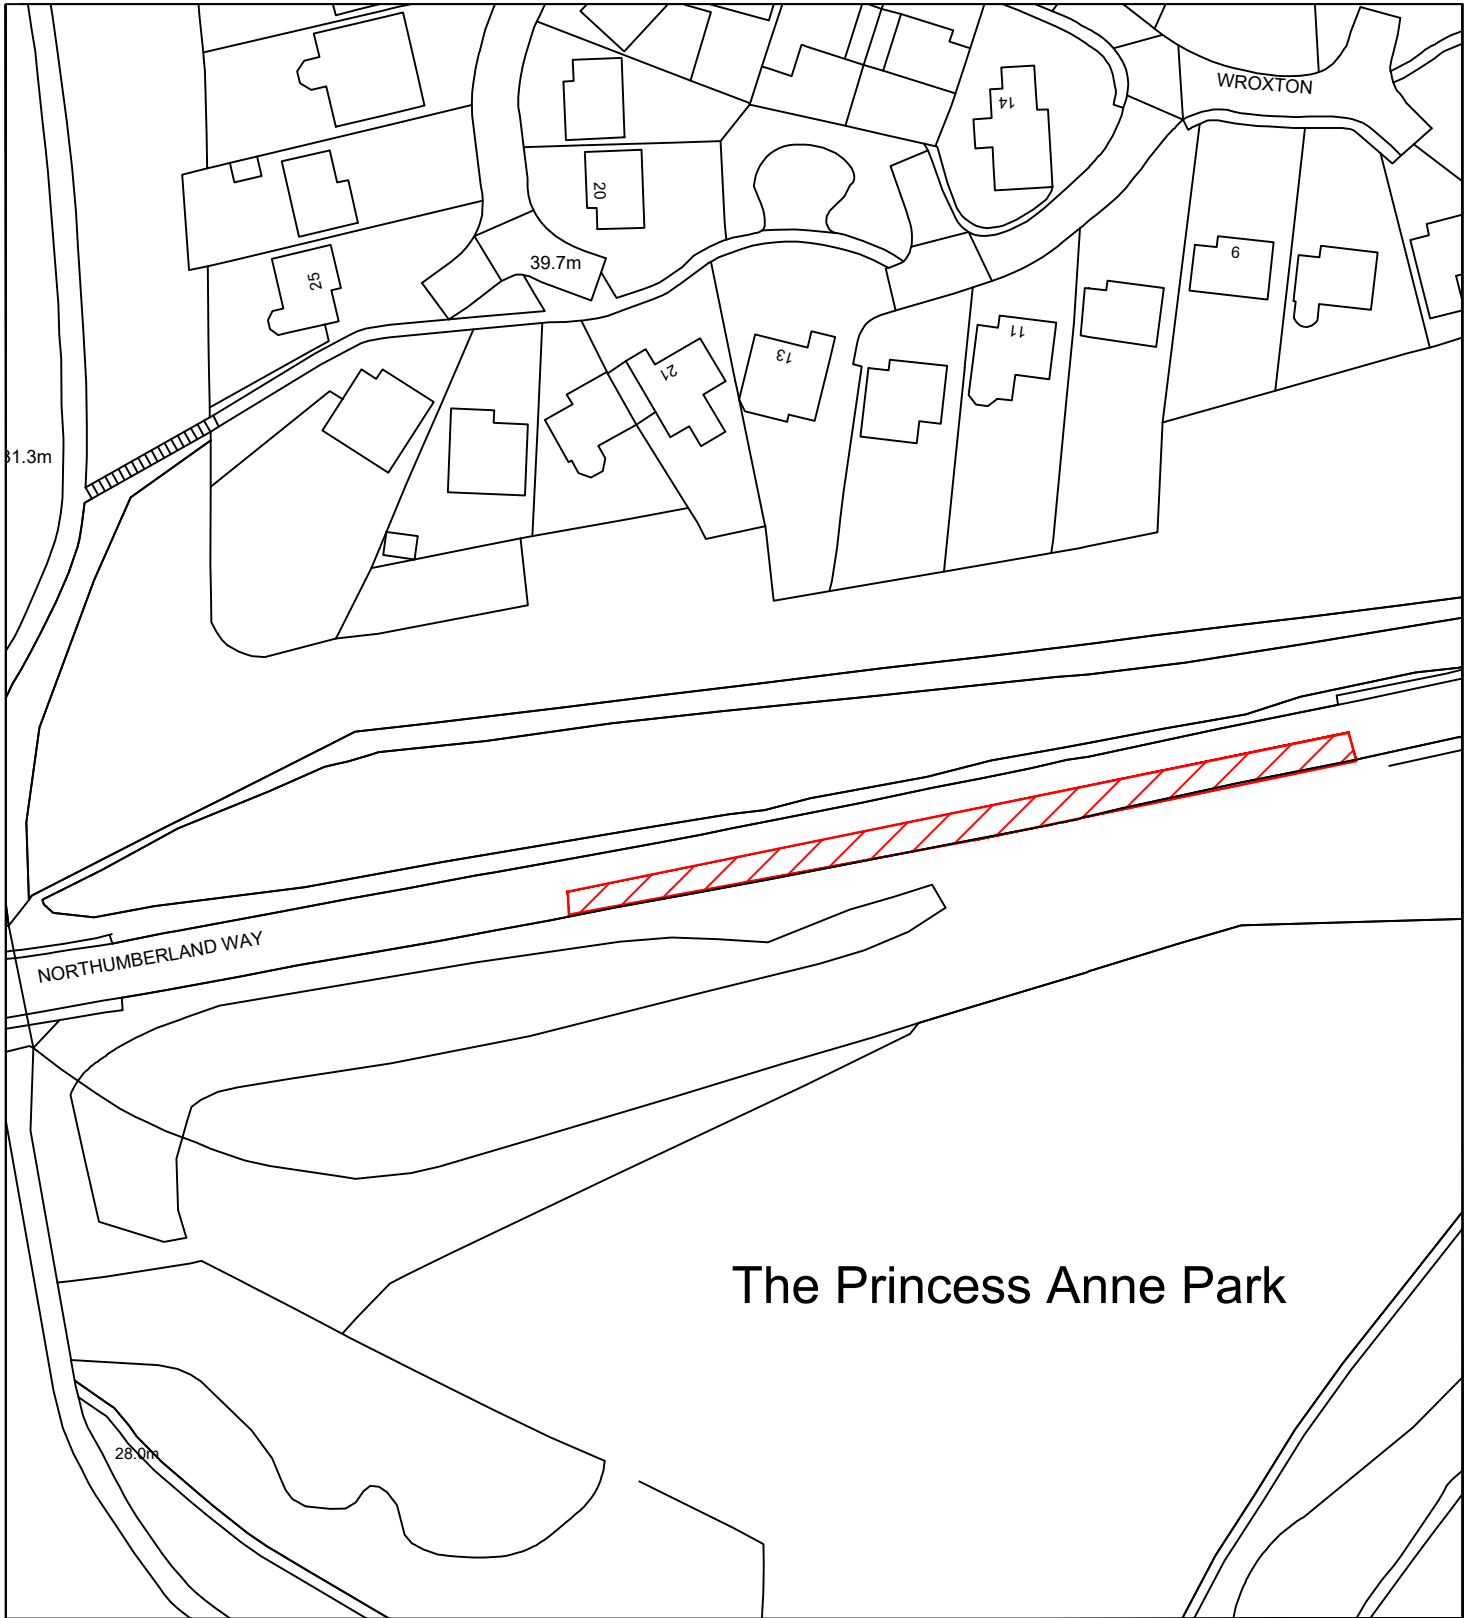 WROXTON
14
20
39.7m
25
6
11
13
21
31.3m
NORTHUMBERLAND WAY
The Princess Anne Park
28.0m